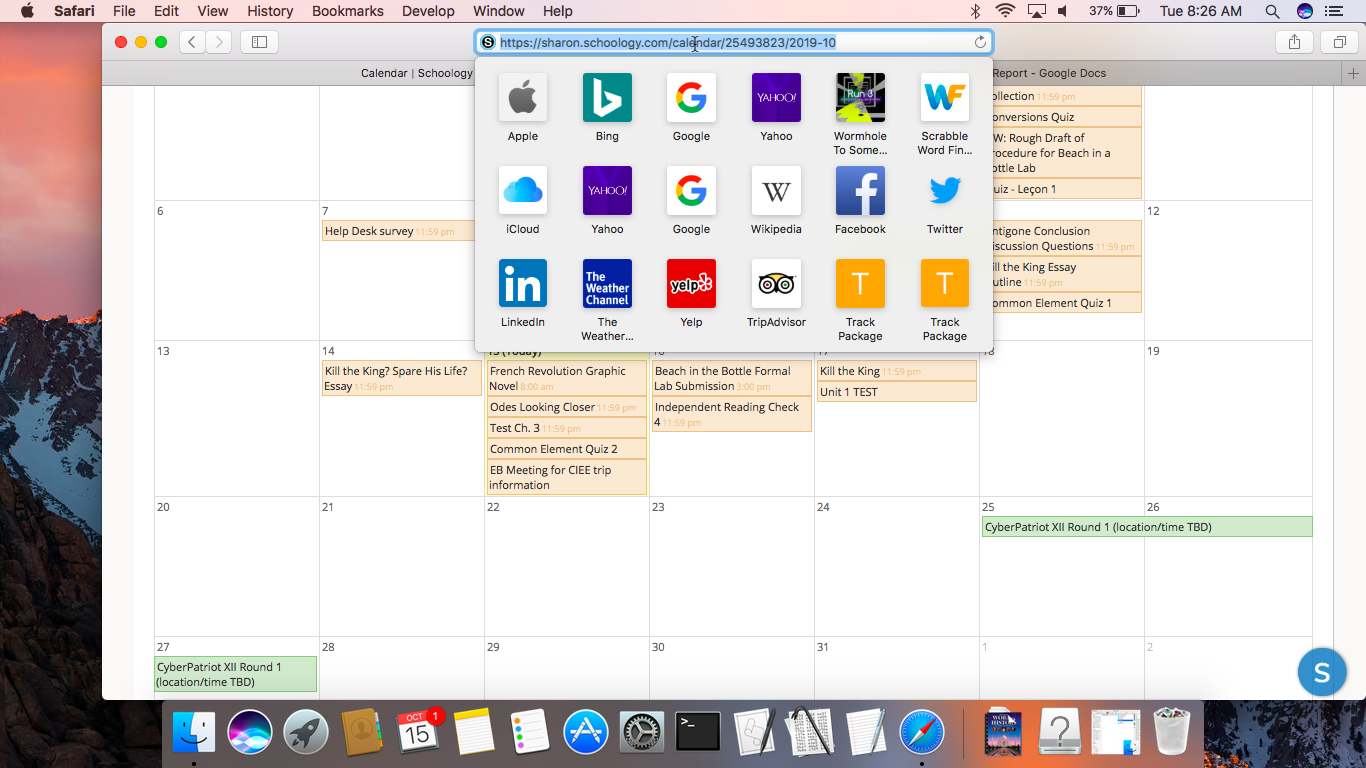 Safari File Edit View History Bookmarks Develop Window Help 37% Tue 8:26 AM
S https://sharon.schoology.com/calendar/25493823/2019-10
Calendar | Schoology
Report - Google Docs
Apple
Bing
Google
YAHOO!
Yahoo
Run 3
Wormhole
To Some...
WF
Scrabble
Word Fin...
iCloud
YAHOO!
Yahoo
Google
W
Wikipedia
Facebook
Twitter
in
LinkedIn
The
Weather
Channel
The
Weather...
yelp
Yelp
TripAdvisor
T
Track
Package
T
Track
Package
ollection 11:59 pm
onversions Quiz
W: Rough Draft of
rocedure for Beach in a
ottle Lab
uiz - Leçon 1
6
7
Help Desk survey 11:59 pm
ntigone Conclusion
iscussion Questions 11:59 pm
ill the King Essay
utline 11:59 pm
ommon Element Quiz 1
12
13
14
Kill the King? Spare His Life?
Essay 11:59 pm
15 (Today)
French Revolution Graphic
Novel 8:00 am
Odes Looking Closer 11:59 pm
Test Ch. 3 11:59 pm
Common Element Quiz 2
EB Meeting for CIEE trip
information
16
Beach in the Bottle Formal
Lab Submission 3:00 pm
Independent Reading Check
4 11:59 pm
17
Kill the King 11:59 pm
Unit 1 TEST
18
19
20
21
22
23
24
25
26
CyberPatriot XII Round 1 (location/time TBD)
27
CyberPatriot XII Round 1
(location/time TBD)
28
29
30
31
1
2
S
OCT
15
1